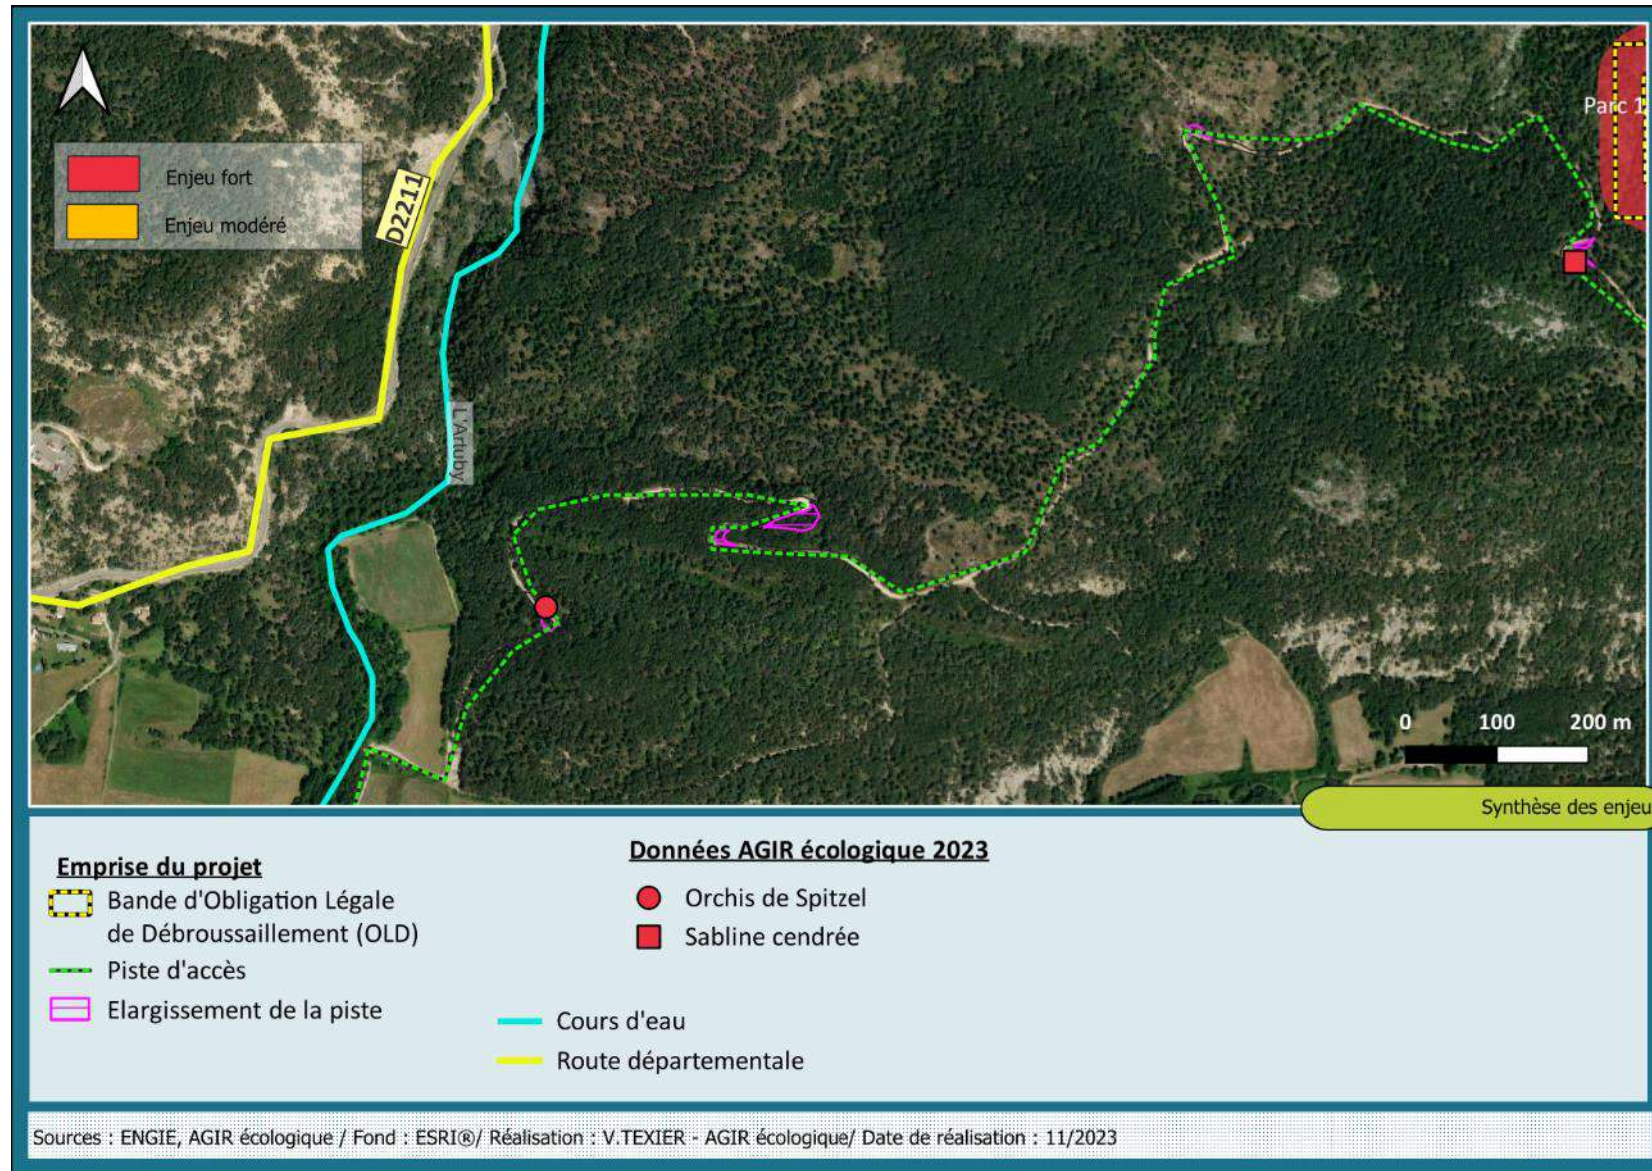 Parc 1
Enjeu fort
Enjeu modéré
D2211
L'Artuby
0 100 200 m
Synthèse des enjeu
Emprise du projet
Bande d'Obligation Légale
de Débroussaillement (OLD)
Piste d'accès
Elargissement de la piste
Données AGIR écologique 2023
Orchis de Spitzel
Sabline cendrée
Cours d'eau
Route départementale
Sources : ENGIE, AGIR écologique / Fond : ESRI®/ Réalisation : V.TEXIER - AGIR écologique/ Date de réalisation : 11/2023